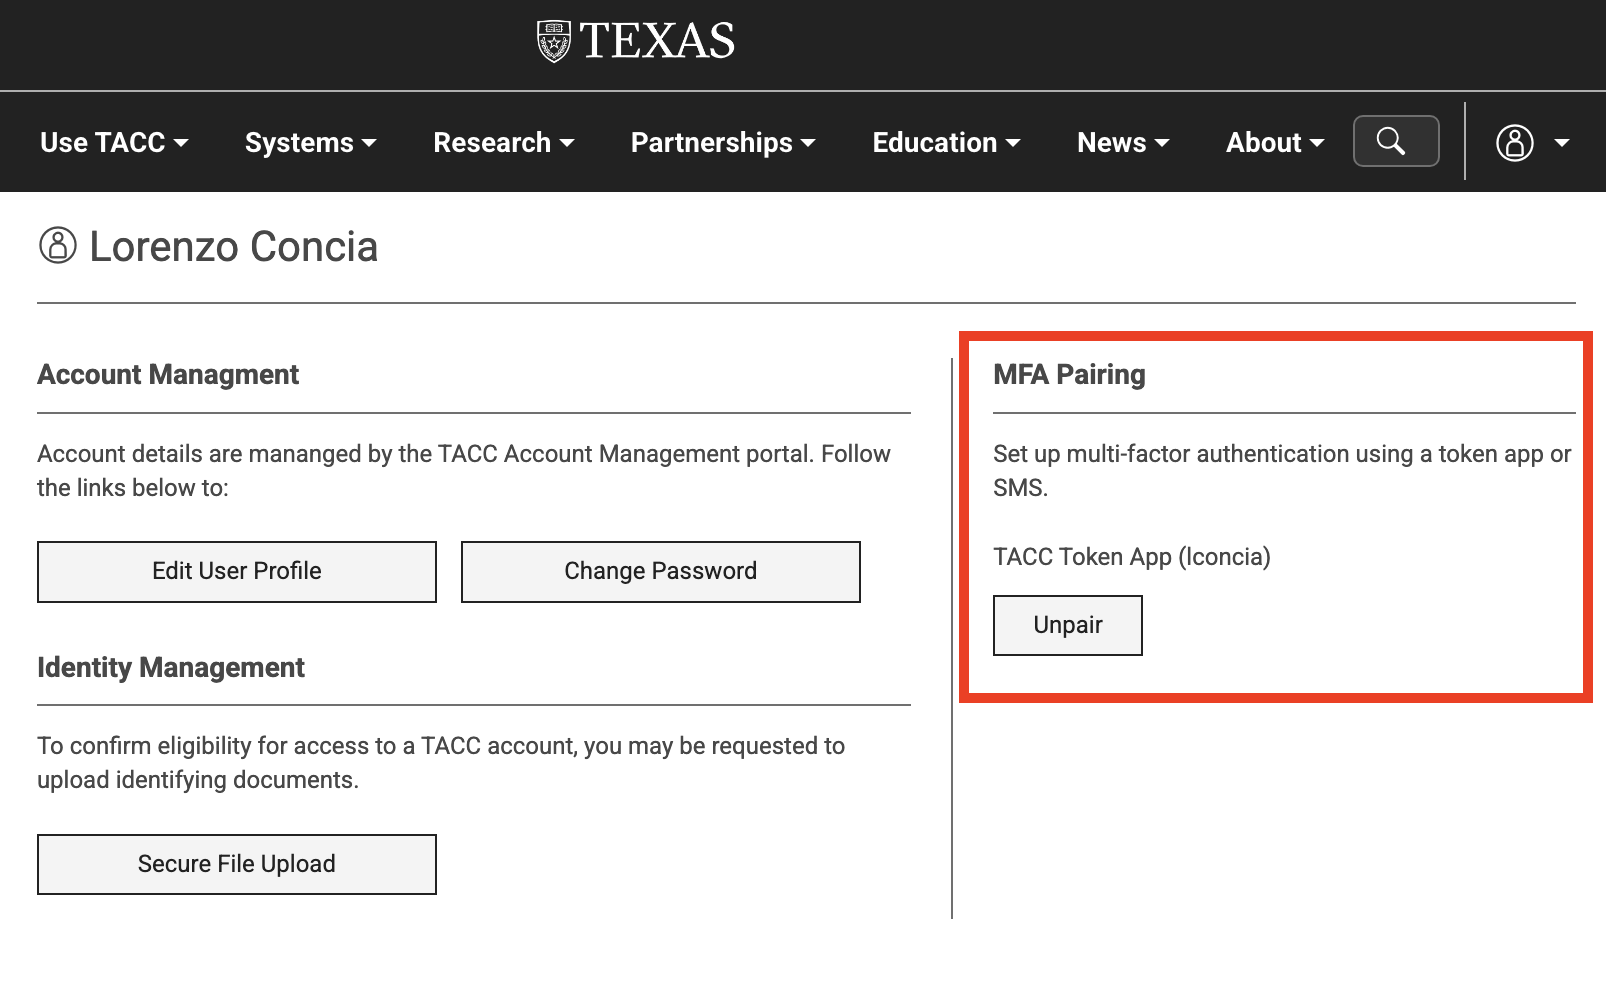 TEXAS
Use TACC
Systems
Research
Partnerships
Education
News
About
Lorenzo Concia
Account Managment
Account details are mananged by the TACC Account Management portal. Follow
the links below to:
Edit User Profile
Change Password
Identity Management
To confirm eligibility for access to a TACC account, you may be requested to
upload identifying documents.
Secure File Upload
MFA Pairing
Set up multi-factor authentication using a token app or
SMS.
TACC Token App (lconcia)
Unpair